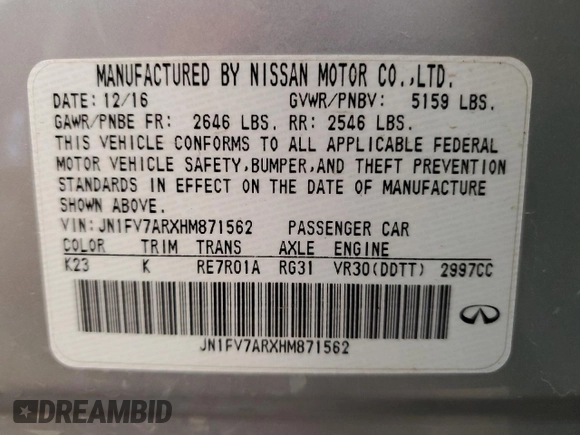 MANUFACTURED BY NISSAN MOTOR CO.,LTD.
DATE: 12/16 GVWR/PNBV: 5159 LBS.
GAWR/PNBE FR: 2646 LBS. RR: 2546 LBS.
THIS VEHICLE CONFORMS TO ALL APPLICABLE FEDERAL
MOTOR VEHICLE SAFETY,BUMPER,AND THEFT PREVENTION
STANDARDS IN EFFECT ON THE DATE OF MANUFACTURE
SHOWN ABOVE.
VIN:JN1FV7ARXHM871562 PASSENGER CAR
COLOR TRIM TRANS AXLE ENGINE
K23 K RE7R01A RG31 VR30(DDTT) 2997CC
JN1FV7ARXHM871562
DREAMBID